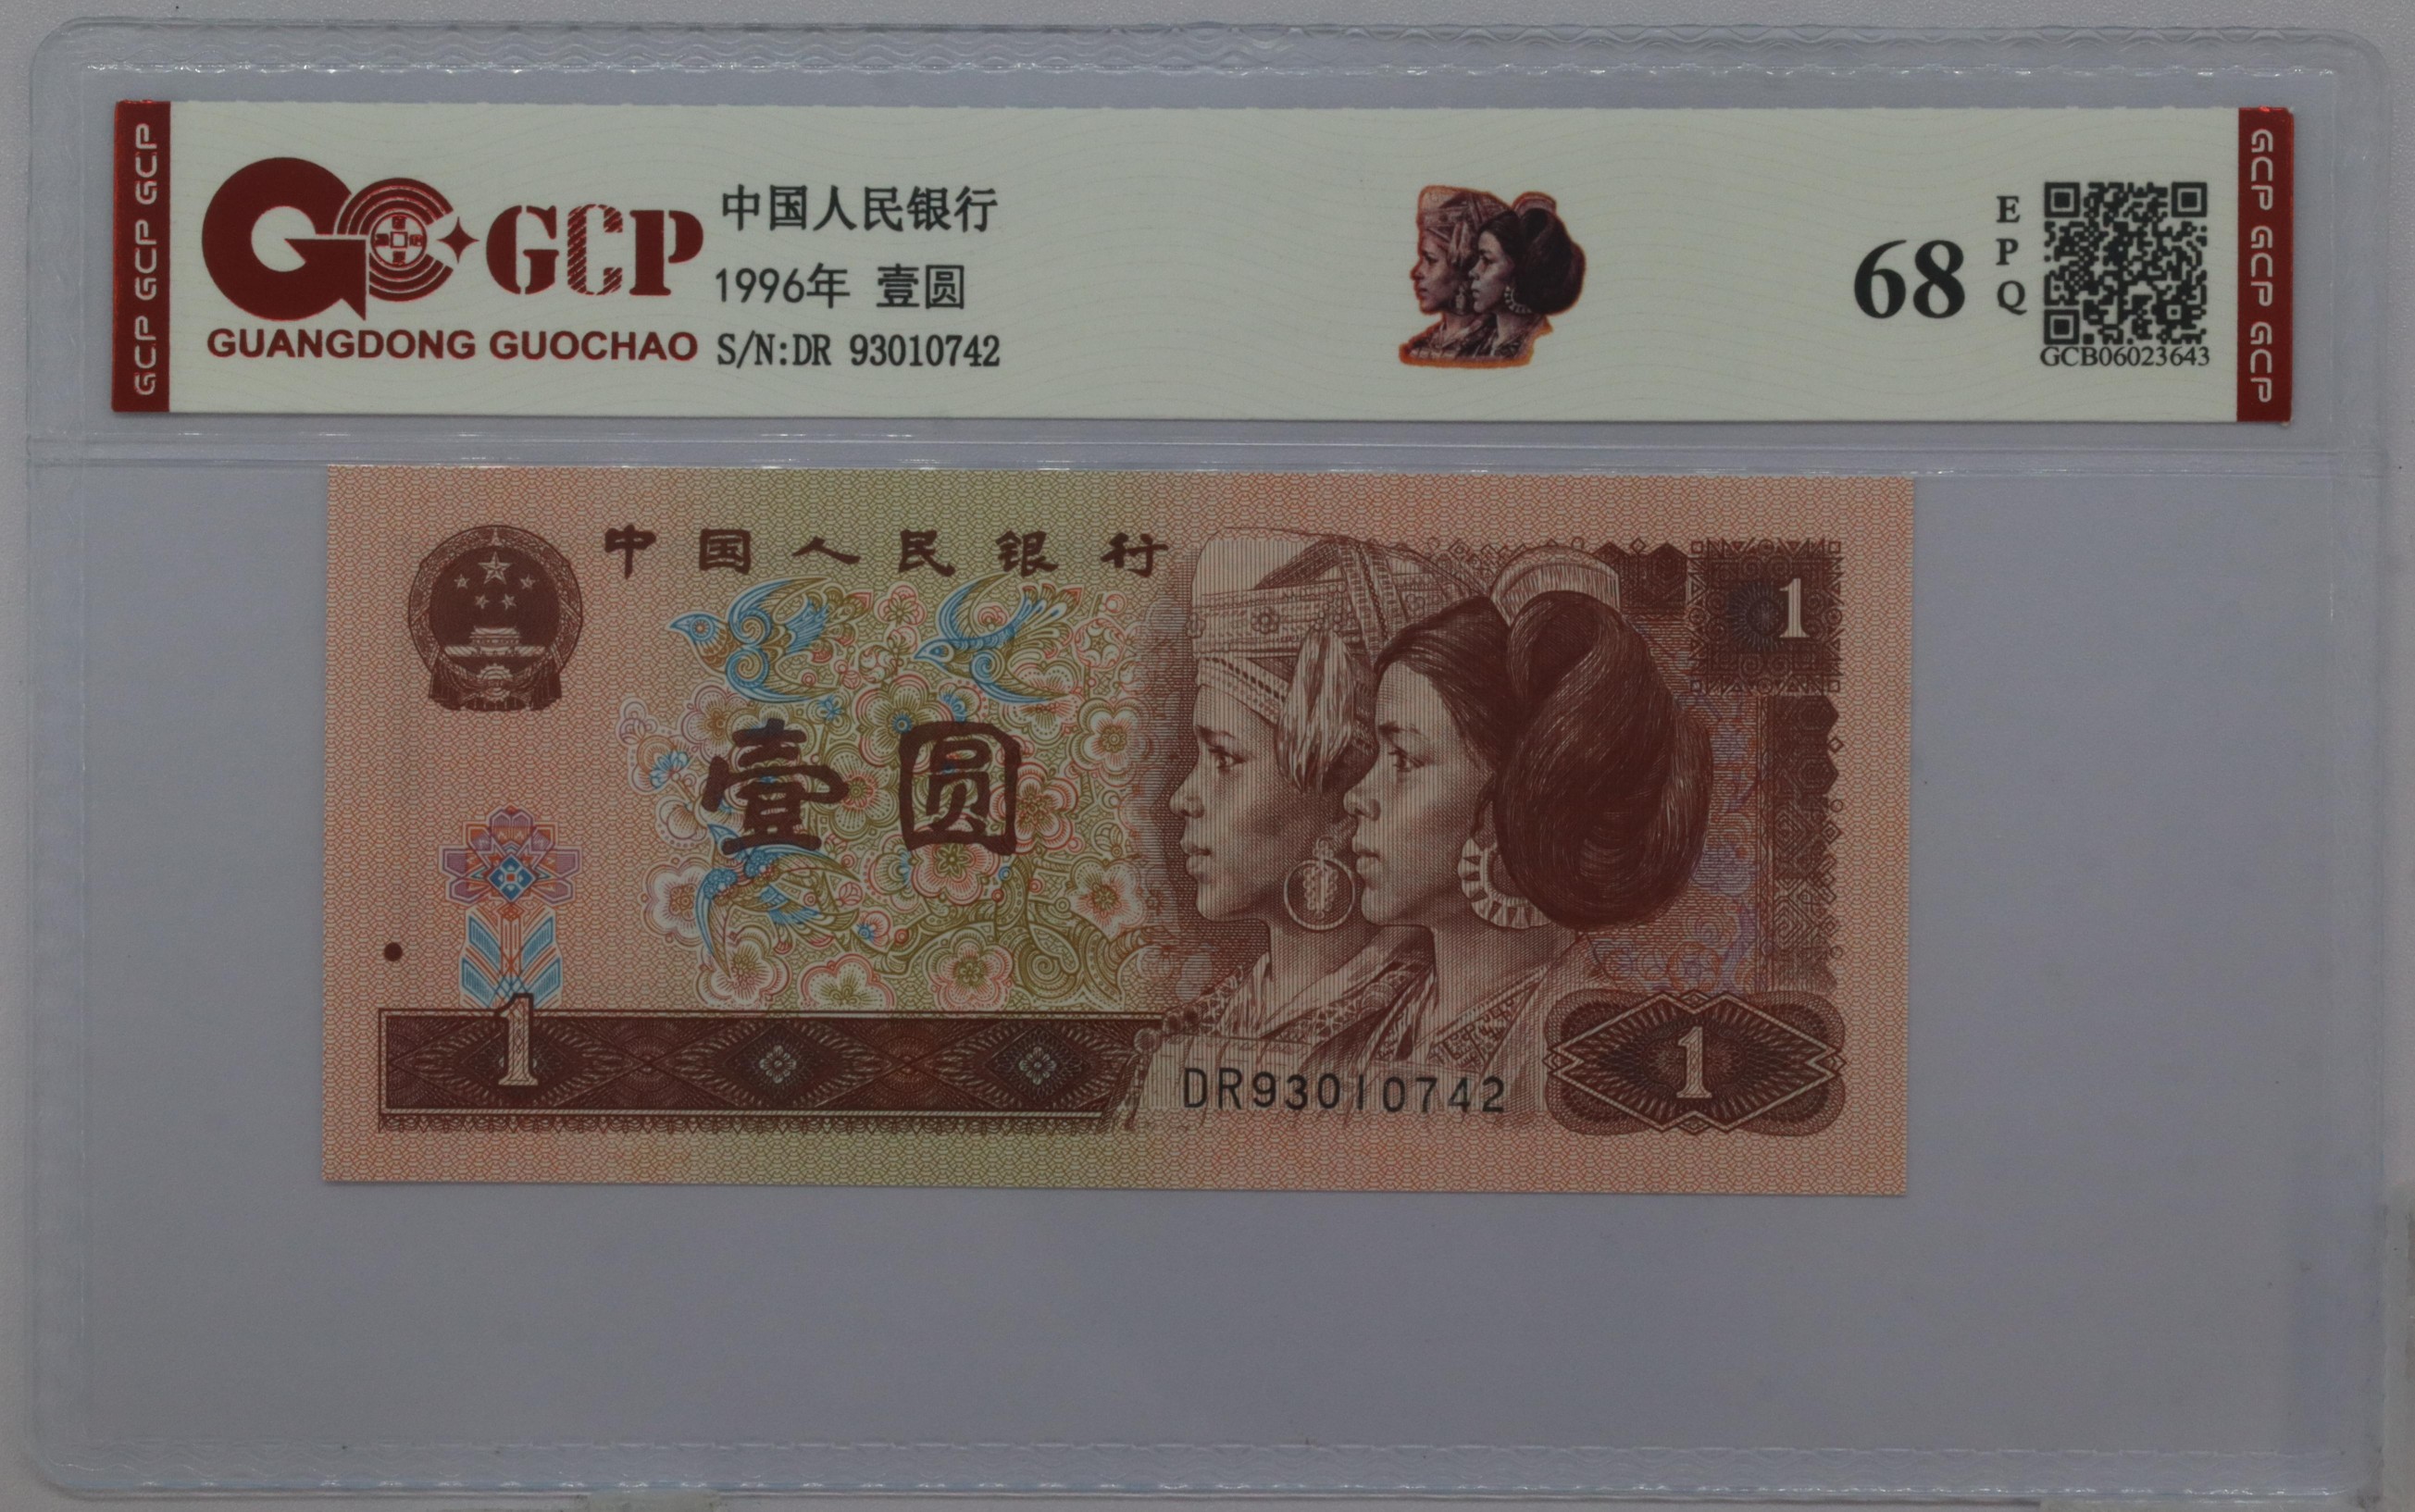 GCP GCP GCP
GCP
GUANGDONG GUOCHAO
中国人民银行
1996年 壹圆
S/N:DR 93010742
68
EPQ
GCB06023643
GCP GCP GCP
中国人民银行
1
壹圆
1
DR93010742
1